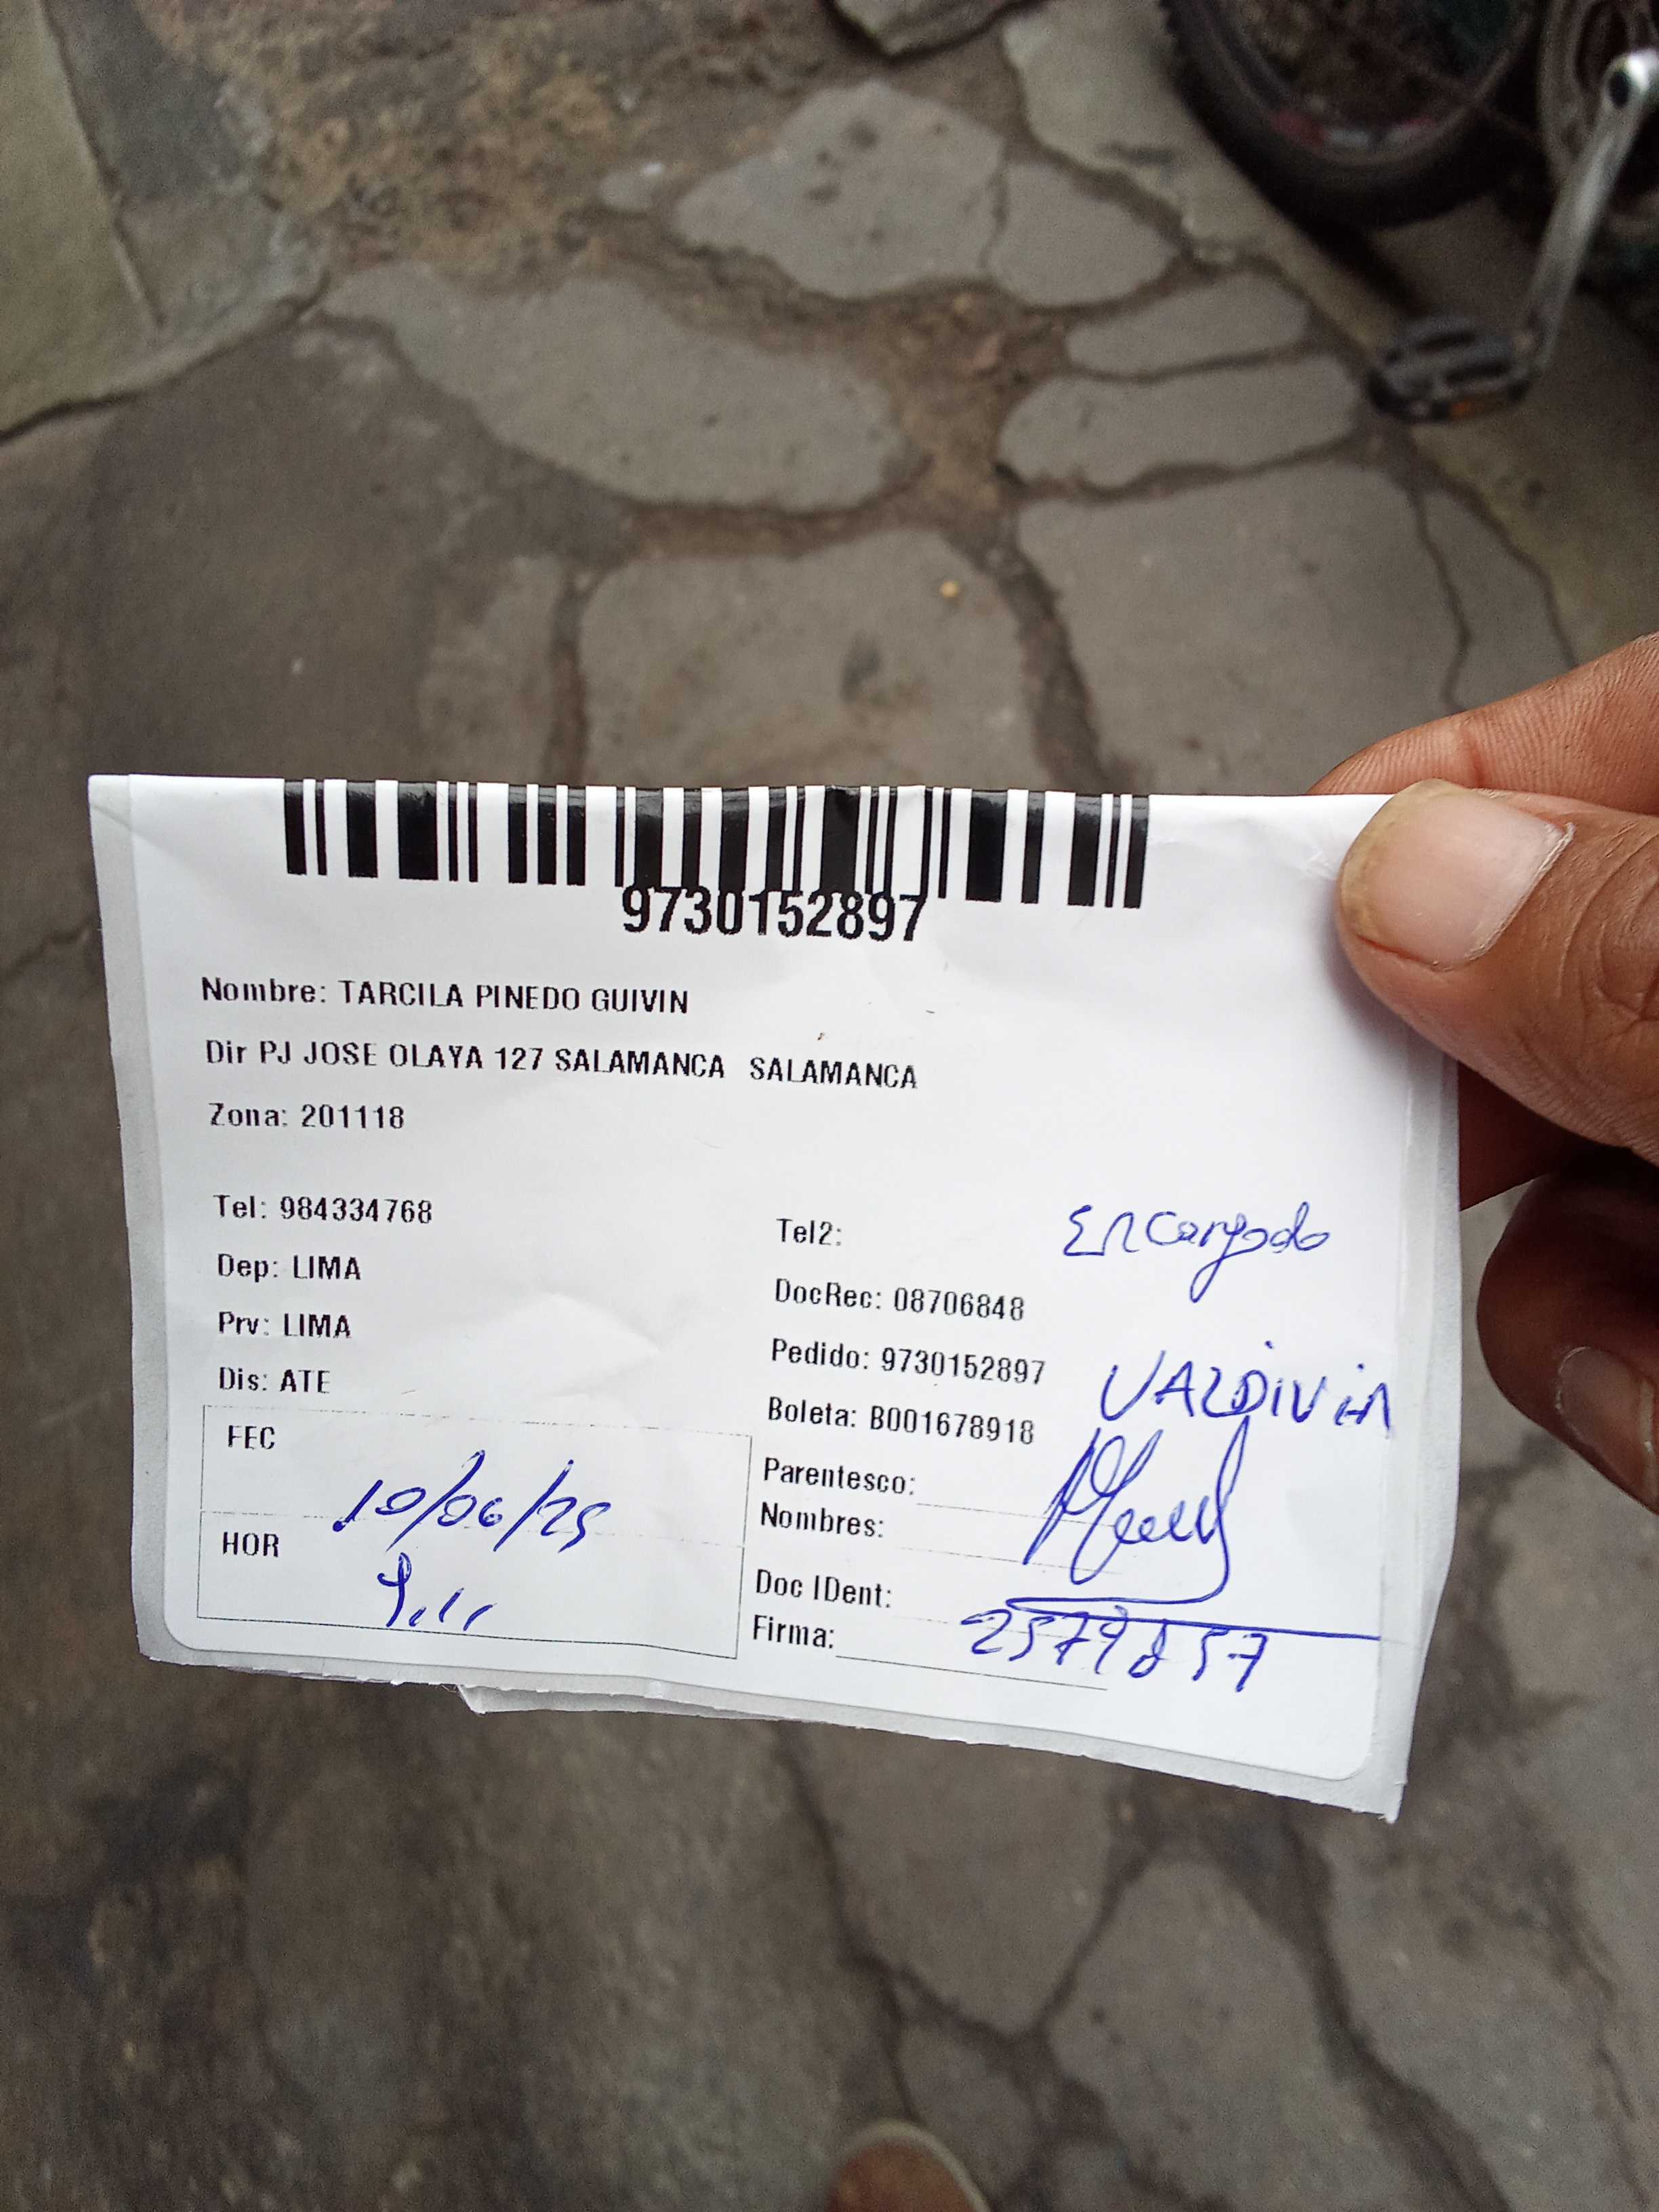 9730152897
Nombre: TARCILA PINEDO GUIVIN
Dir PJ JOSE OLAYA 127 SALAMANCA SALAMANCA
Zona: 201118
Tel: 984334768
Dep: LIMA
Prv: LIMA
Dis: ATE
Tel2:
Encargado
DocRec: 08706848
Pedido: 9730152897
VALDIVIA
Boleta: B001678918
Parentesco:
Nombres:
Doc IDent:
Firma:
FEC
10/06/25
HOR